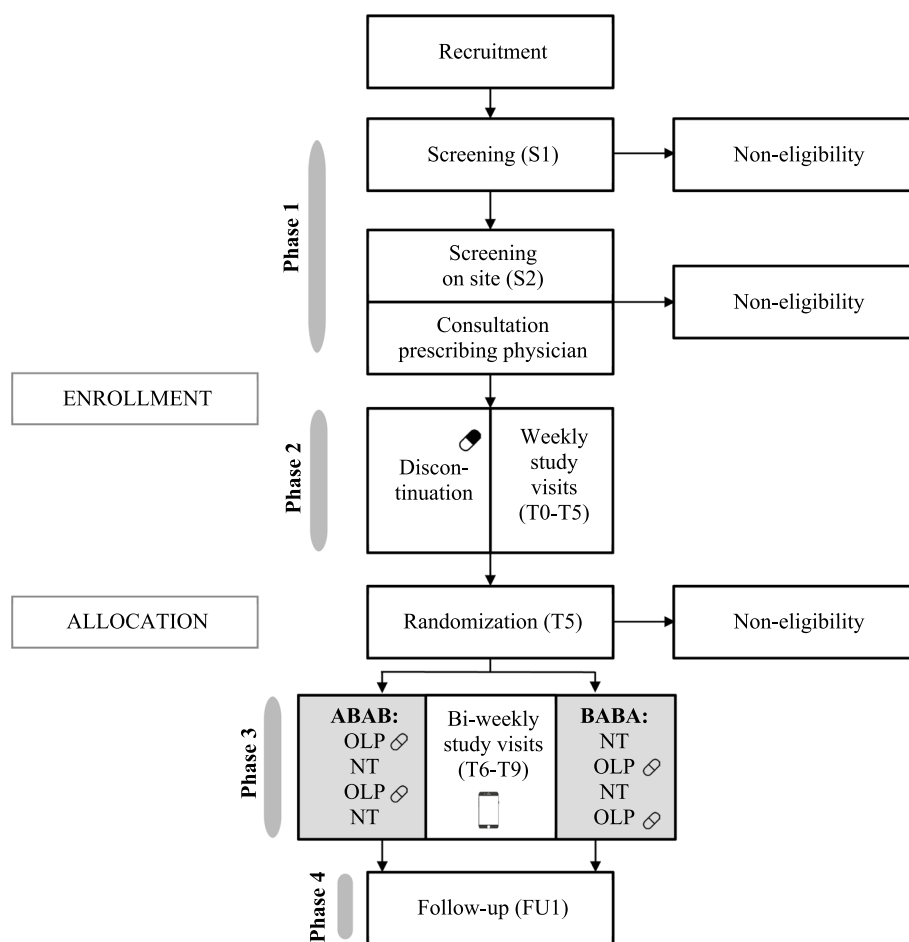 Recruitment
Screening (S1)
Non-eligibility
Phase 1
Screening
on site (S2)
Consultation
prescribing physician
Non-eligibility
ENROLLMENT
Phase 2
Discon-
tinuation
Weekly
study
visits
(T0-T5)
ALLOCATION
Randomization (T5)
Non-eligibility
Phase 3
ABAB:
OLP
NT
OLP
NT
Bi-weekly
study visits
(T6-T9)
BABA:
NT
OLP
NT
OLP
Phase 4
Follow-up (FU1)